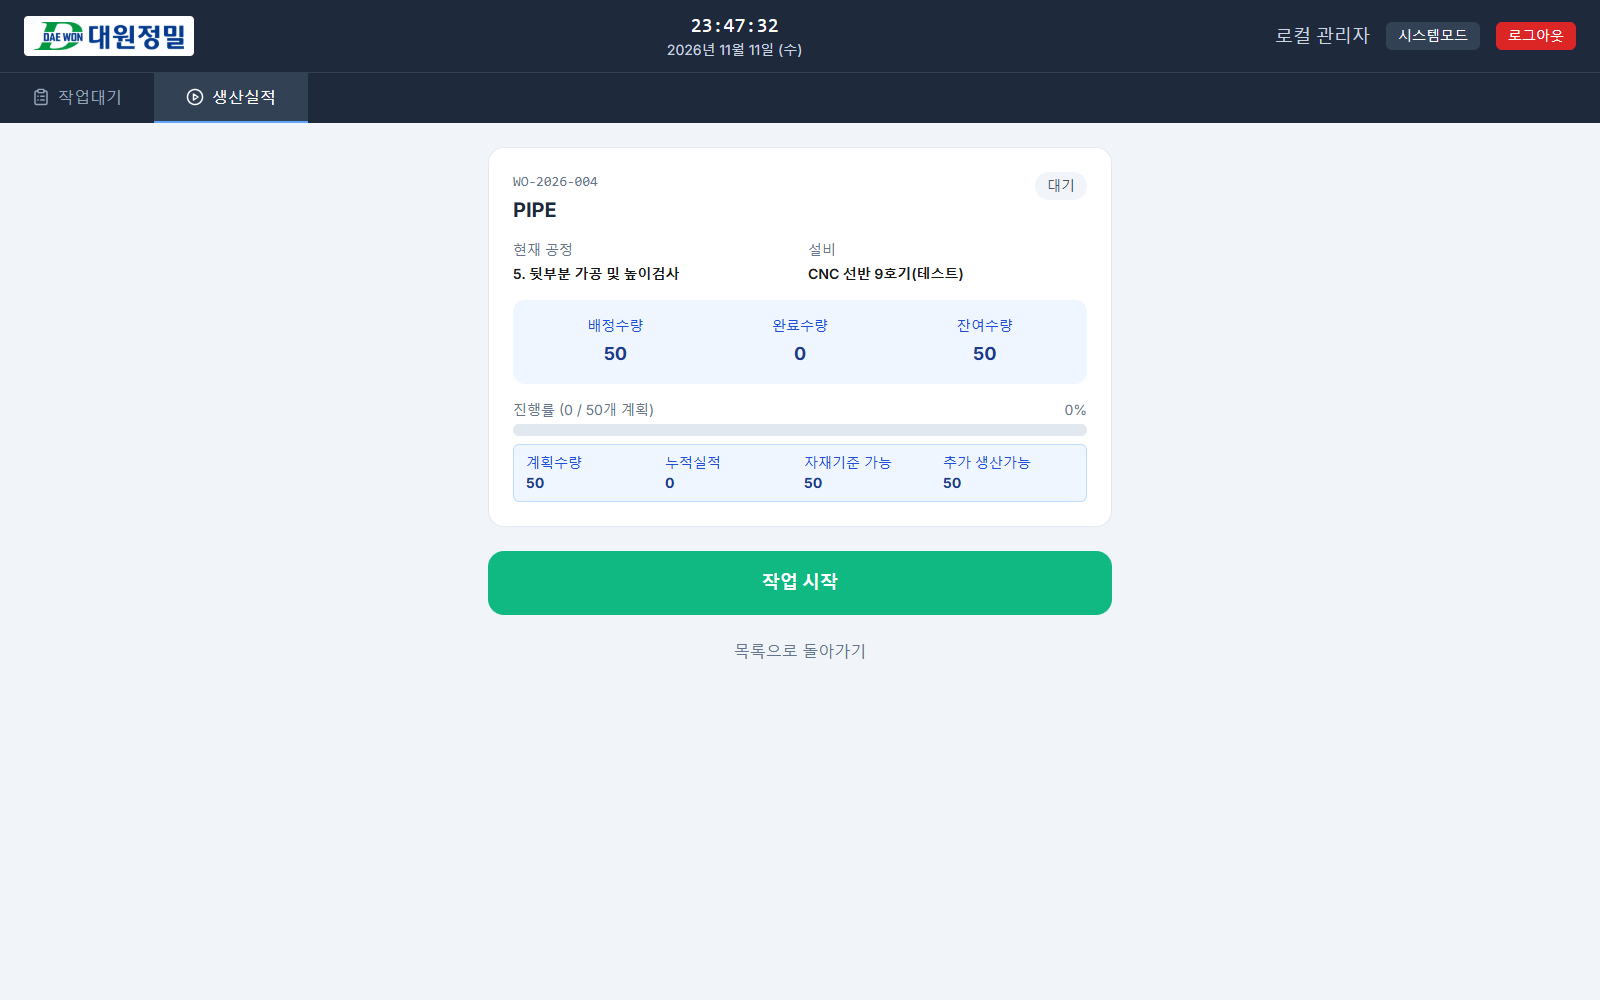 DAE WON 대원정밀
23:47:32
2026년 11월 11일 (수)
로컬 관리자
시스템모드
로그아웃
작업대기
생산실적
WO-2026-004
대기
PIPE
현재 공정
설비
5. 뒷부분 가공 및 높이검사
CNC 선반 9호기(테스트)
배정수량
완료수량
잔여수량
50
0
50
진행률 (0 / 50개 계획)
0%
계획수량
누적실적
자재기준 가능
추가 생산가능
50
0
50
50
작업 시작
목록으로 돌아가기